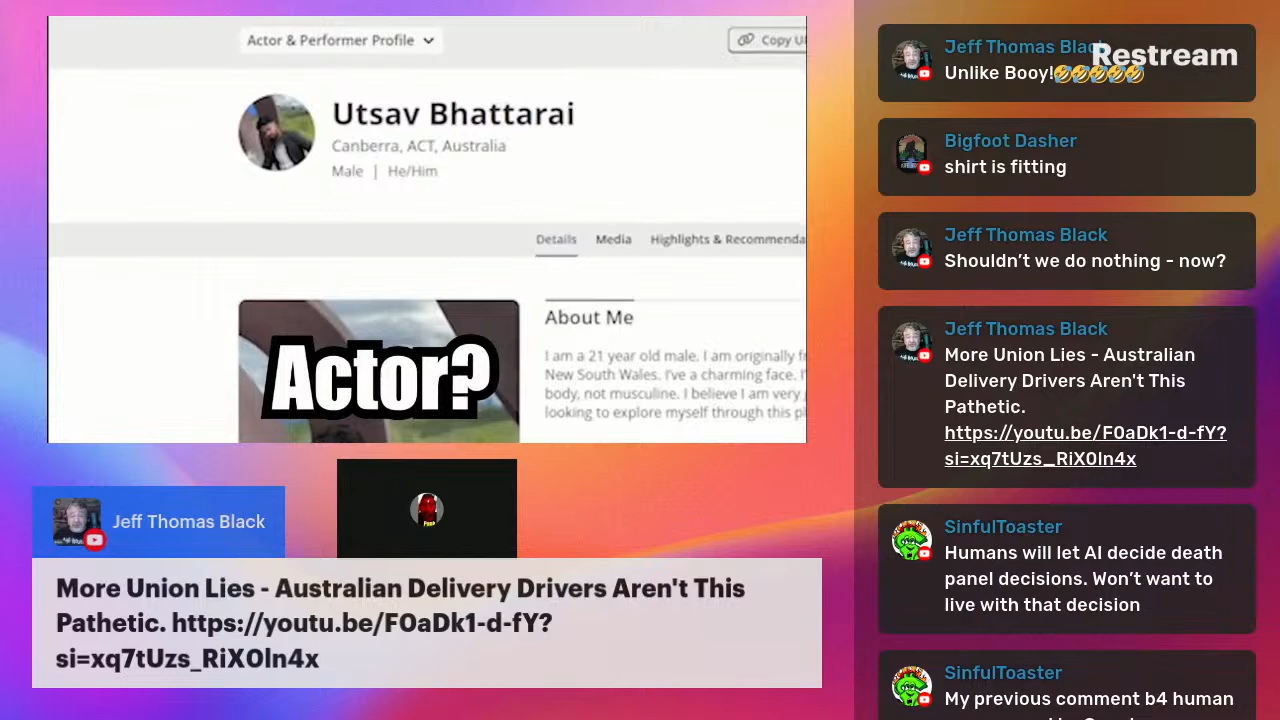 Actor & Performer Profile
Copy
Utsav Bhattarai
Canberra, ACT, Australia
Male | He/Him
Details Media Highlights &
About Me
I am a 21 year old male. I am originally
New South Wales. I've a charming face.
body, not musculine. I believe I am very
looking to explore myself through this
Actor?
Jeff Thomas Black
More Union Lies - Australian Delivery Drivers Aren't This
Pathetic. https://youtu.be/F0aDk1-d-fY?
si=xq7tUzs_RiX0ln4x
Restream
Jeff Thomas Black
Unlike Booy!🤣🤣🤣🤣🤣
Bigfoot Dasher
shirt is fitting
Jeff Thomas Black
Shouldn't we do nothing - now?
Jeff Thomas Black
More Union Lies - Australian
Delivery Drivers Aren't This
Pathetic.
https://youtu.be/F0aDk1-d-fY?
si=xq7tUzs_RiX0ln4x
SinfulToaster
Humans will let AI decide death
panel decisions. Won't want to
live with that decision
SinfulToaster
My previous comment b4 human